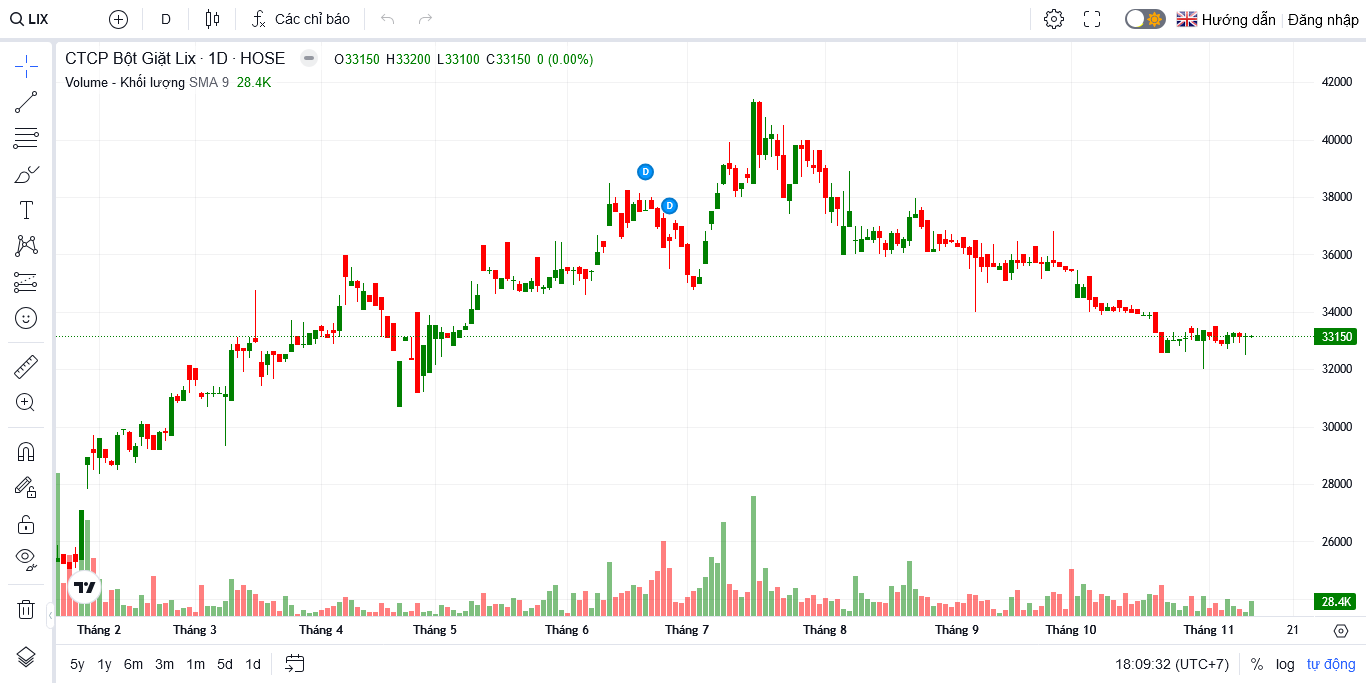 LIX D Các chỉ báo Hướng dẫn Đăng nhập
CTCP Bột Giặt Lix · 1D · HOSE O33150 H33200 L33100 C33150 0 (0.00%)
Volume - Khối lượng SMA 9 28.4K
42000
40000
38000
36000
34000
33150
32000
30000
28000
26000
28.4K
D
D
Tháng 2 Tháng 3 Tháng 4 Tháng 5 Tháng 6 Tháng 7 Tháng 8 Tháng 9 Tháng 10 Tháng 11 21
5y 1y 6m 3m 1m 5d 1d 18:09:32 (UTC+7) % log tự động